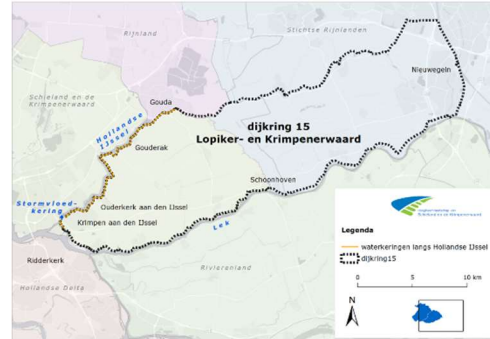 Rijnland
Stichtse Rijnlanden
Nieuwegein
Schieland en de
Krimpenerwaard
Gouda
Hollandse
IJssel
dijkring 15
Lopiker- en Krimpenerwaard
Gouderak
Schoonhoven
Stormvloed-
kering
Ouderkerk aan den IJssel
Krimpen aan den IJssel
Lek
Ridderkerk
Rivierenland
Hollandse Delta
Legenda
waterkeringen langs Hollandse IJssel
dijkring15
0 5 10 km
N